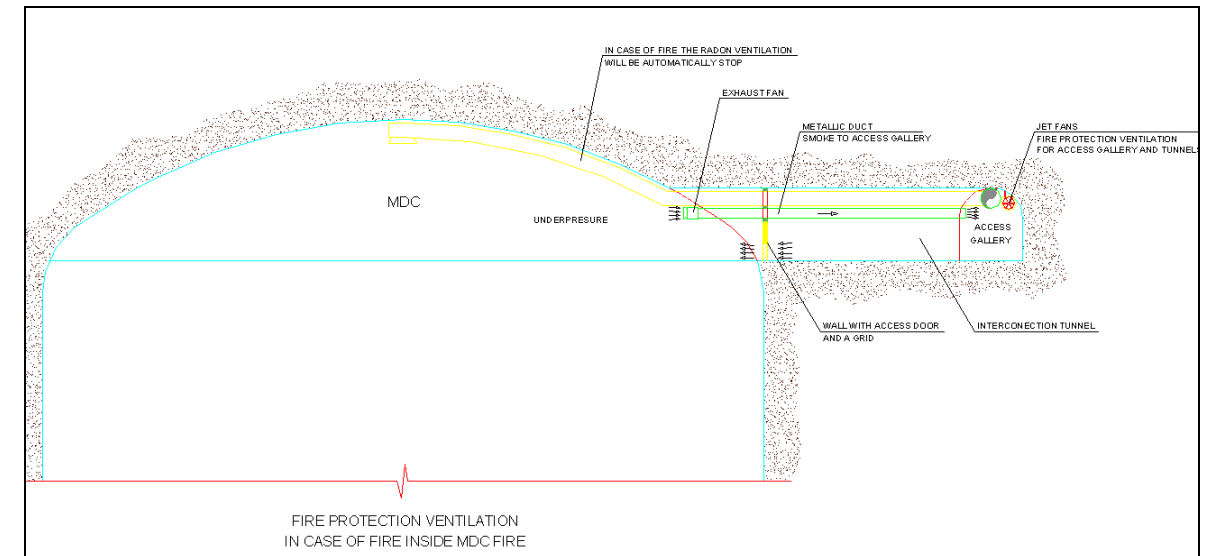 IN CASE OF FIRE THE RADON VENTILATION
WILL BE AUTOMATICALLY STOP
EXHAUST FAN
METALLIC DUCT
SMOKE TO ACCESS GALLERY
JET FANS
FIRE PROTECTION VENTILATION
FOR ACCESS GALLERY AND TUNNELS
MDC
UNDERPRESURE
ACCESS
GALLERY
WALL WITH ACCESS DOOR
AND A GRID
INTERCONECTION TUNNEL
FIRE PROTECTION VENTILATION
IN CASE OF FIRE INSIDE MDC FIRE